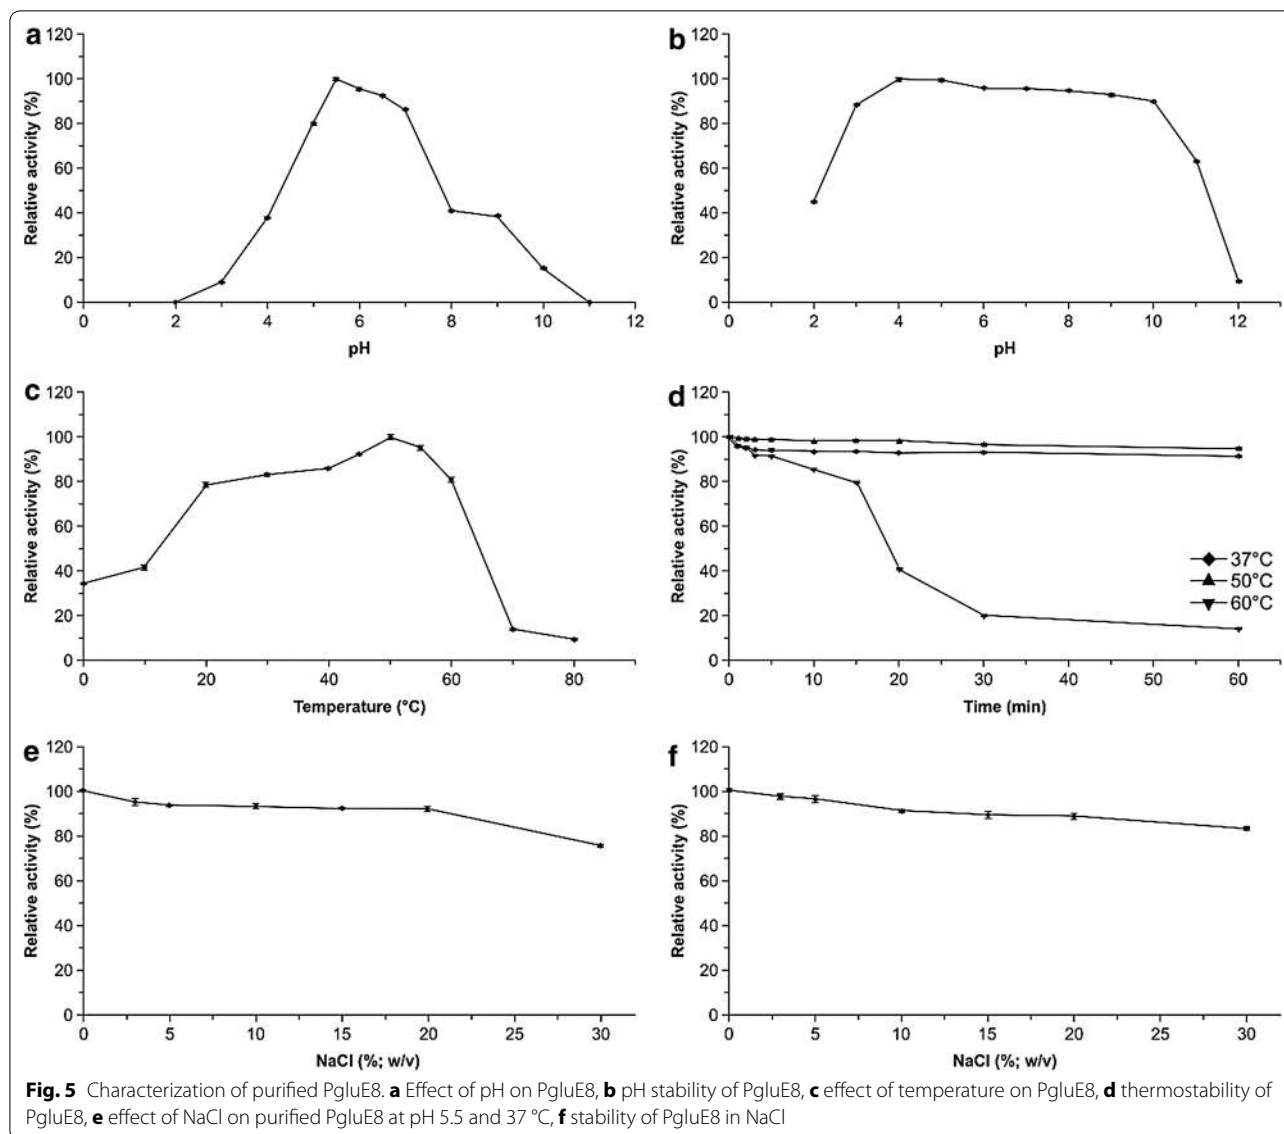 a
120
100
80
60
40
20
0
Relative activity (%)
0 2 4 6 8 10 12
pH
b
120
100
80
60
40
20
0
Relative activity (%)
0 2 4 6 8 10 12
pH
c
120
100
80
60
40
20
0
Relative activity (%)
0 20 40 60 80
Temperature (°C)
d
120
100
80
60
40
20
0
Relative activity (%)
37°C
50°C
60°C
0 10 20 30 40 50 60
Time (min)
e
120
100
80
60
40
20
0
Relative activity (%)
0 5 10 15 20 25 30
NaCl (%; w/v)
f
120
100
80
60
40
20
0
Relative activity (%)
0 5 10 15 20 25 30
NaCl (%; w/v)
Fig. 5 Characterization of purified PgluE8. a Effect of pH on PgluE8, b pH stability of PgluE8, c effect of temperature on PgluE8, d thermostability of
PgluE8, e effect of NaCl on purified PgluE8 at pH 5.5 and 37 °C, f stability of PgluE8 in NaCl